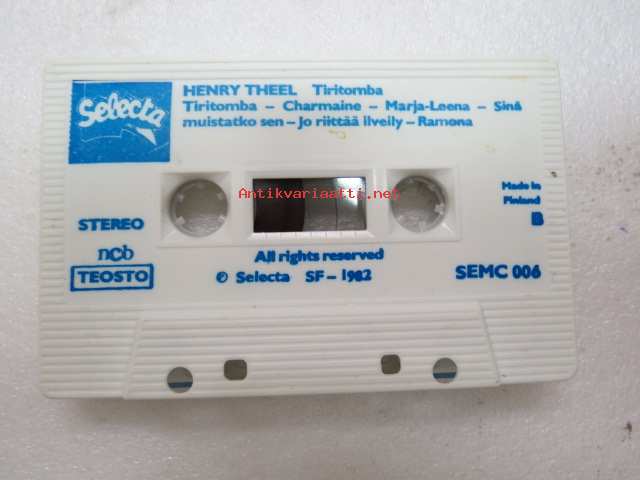 Selecta
HENRY THEEL Tiritomba
Tiritomba – Charmaine – Marja-Leena – Sinä
muistatko sen – Jo riittää ilveily – Ramona
Antikvariaatti.net
Made in
Finland
B
STEREO
ncb
TEOSTO
All rights reserved
© Selecta SF – 1982
SEMC 006